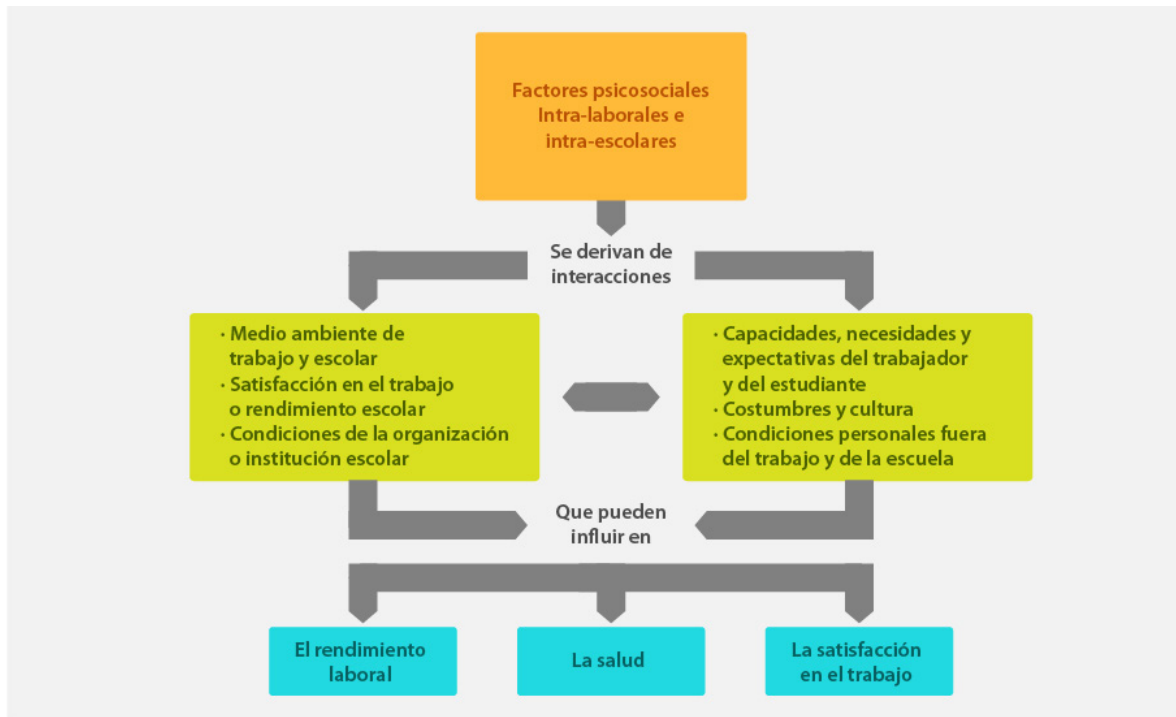 Factores psicosociales
Intra-laborales e
intra-escolares
Se derivan de
interacciones
· Medio ambiente de
trabajo y escolar
· Satisfacción en el trabajo
o rendimiento escolar
· Condiciones de la organización
o institución escolar
· Capacidades, necesidades y
expectativas del trabajador
y del estudiante
· Costumbres y cultura
· Condiciones personales fuera
del trabajo y de la escuela
Que pueden
influir en
El rendimiento
laboral
La salud
La satisfacción
en el trabajo